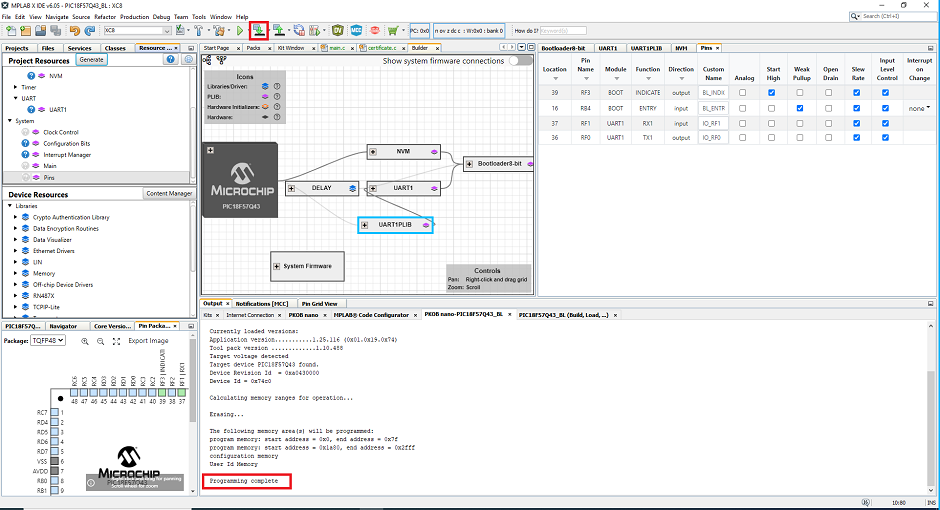 MPLAB X IDE v6.05 - PIC18F57Q43_BL : XC8
File Edit View Navigate Source Refactor Production Debug Team Tools Window Help
Search (Ctrl+I)
XC8
PC: 0x0
n ov z dc c : W:0x0 : bank 0
How do I?
Keyword(s)
Projects
Files
Services
Classes
Resource ...
Project Resources
Generate
NVM
Timer
UART
UART1
System
Clock Control
Configuration Bits
Interrupt Manager
Main
Pins
Device Resources
Content Manager
Libraries
Crypto Authentication Library
Data Encryption Routines
Data Visualizer
Ethernet Drivers
LIN
Memory
Off-chip Device Drivers
RN487X
TCPIP-Lite
PIC18F57Q...
Navigator
Core Versio...
Pin Packa...
Package: TQFP48
Export Image
RC6 RC5 RC4 RD3 RD2 RD1 RD0 RC3 RC2 RF3 | INDICATE RF2 RF1 | RX1
48 47 46 45 44 43 42 41 40 39 38 37
RC7 1
RD4 2
RD5 3
RD6 4
RD7 5
VSS 6
AVDD 7
RB0 8
RB1 9
MICROCHIP
PIC18F57Q43
for panning
Scroll wheel for zoom
Start Page
Packs
Kit Window
main.c
certificate.c
Builder
Show system firmware connections
Icons
Libraries/Driver:
PLIB:
Hardware Initializers:
Hardware:
MICROCHIP
PIC18F57Q43
NVM
DELAY
UART1
UART1PLIB
Bootloader8-bit
System Firmware
Controls
Pan: Right-click and drag grid
Zoom: Scroll
Bootloader8-bit
UART1
UART1PLIB
NVM
Pins
Location Pin Name Module Function Direction Custom Name Analog Start High Weak Pullup Open Drain Slew Rate Input Level Control Interrupt on Change
39 RF3 BOOT INDICATE output BL_INDI
16 RB4 BOOT ENTRY input BL_ENTR none
37 RF1 UART1 RX1 input IO_RF1
36 RF0 UART1 TX1 output IO_RF0
Output
Notifications [MCC]
Pin Grid View
Kits
Internet Connection
PKOB nano
MPLAB® Code Configurator
PKOB nano-PIC18F57Q43_BL
PIC18F57Q43_BL (Build, Load, ...)
Currently loaded versions:
Application version...........1.25.116 (0x01.0x19.0x74)
Tool pack version ............1.10.488
Target voltage detected
Target device PIC18F57Q43 found.
Device Revision Id = 0xa0430000
Device Id = 0x74c0
Calculating memory ranges for operation...
Erasing...
The following memory area(s) will be programmed:
program memory: start address = 0x0, end address = 0x7f
program memory: start address = 0x1a80, end address = 0x2fff
configuration memory
User Id Memory
Programming complete
10:80
INS